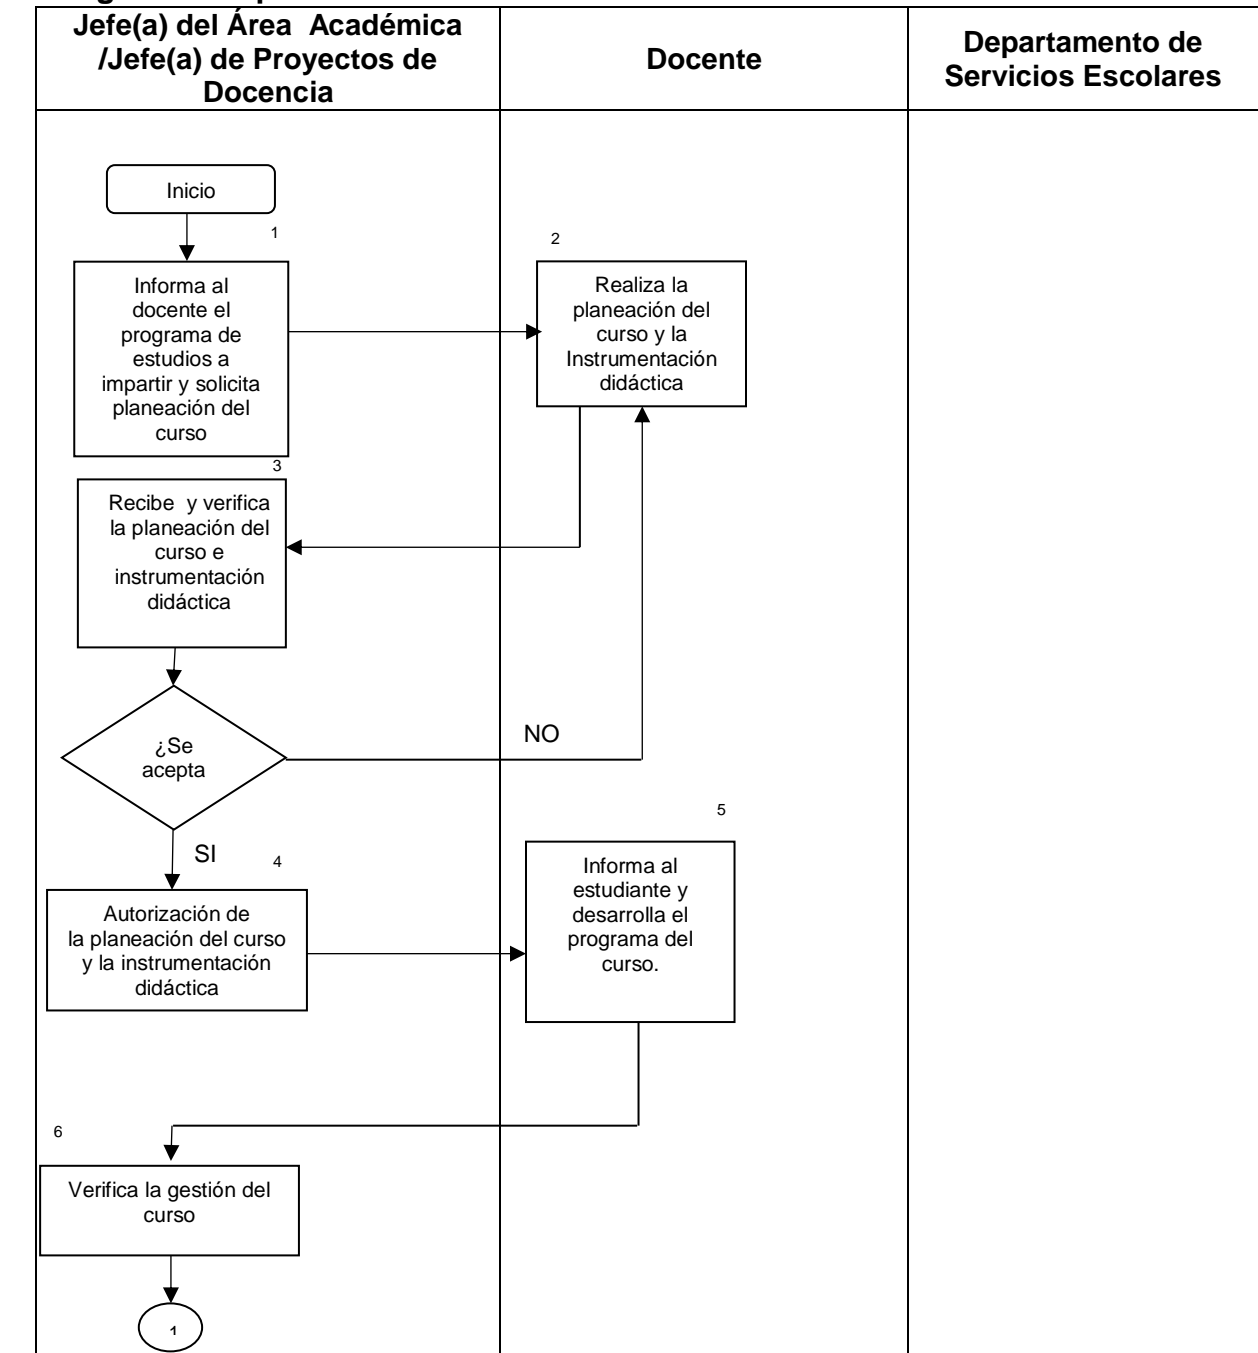 Jefe(a) del Área Académica
/Jefe(a) de Proyectos de
Docencia
Docente
Departamento de
Servicios Escolares
Inicio
1
Informa al
docente el
programa de
estudios a
impartir y solicita
planeación del
curso
2
Realiza la
planeación del
curso y la
Instrumentación
didáctica
3
Recibe y verifica
la planeación del
curso e
instrumentación
didáctica
¿Se
acepta
NO
SI
4
Autorización de
la planeación del curso
y la instrumentación
didáctica
5
Informa al
estudiante y
desarrolla el
programa del
curso.
6
Verifica la gestión del
curso
1